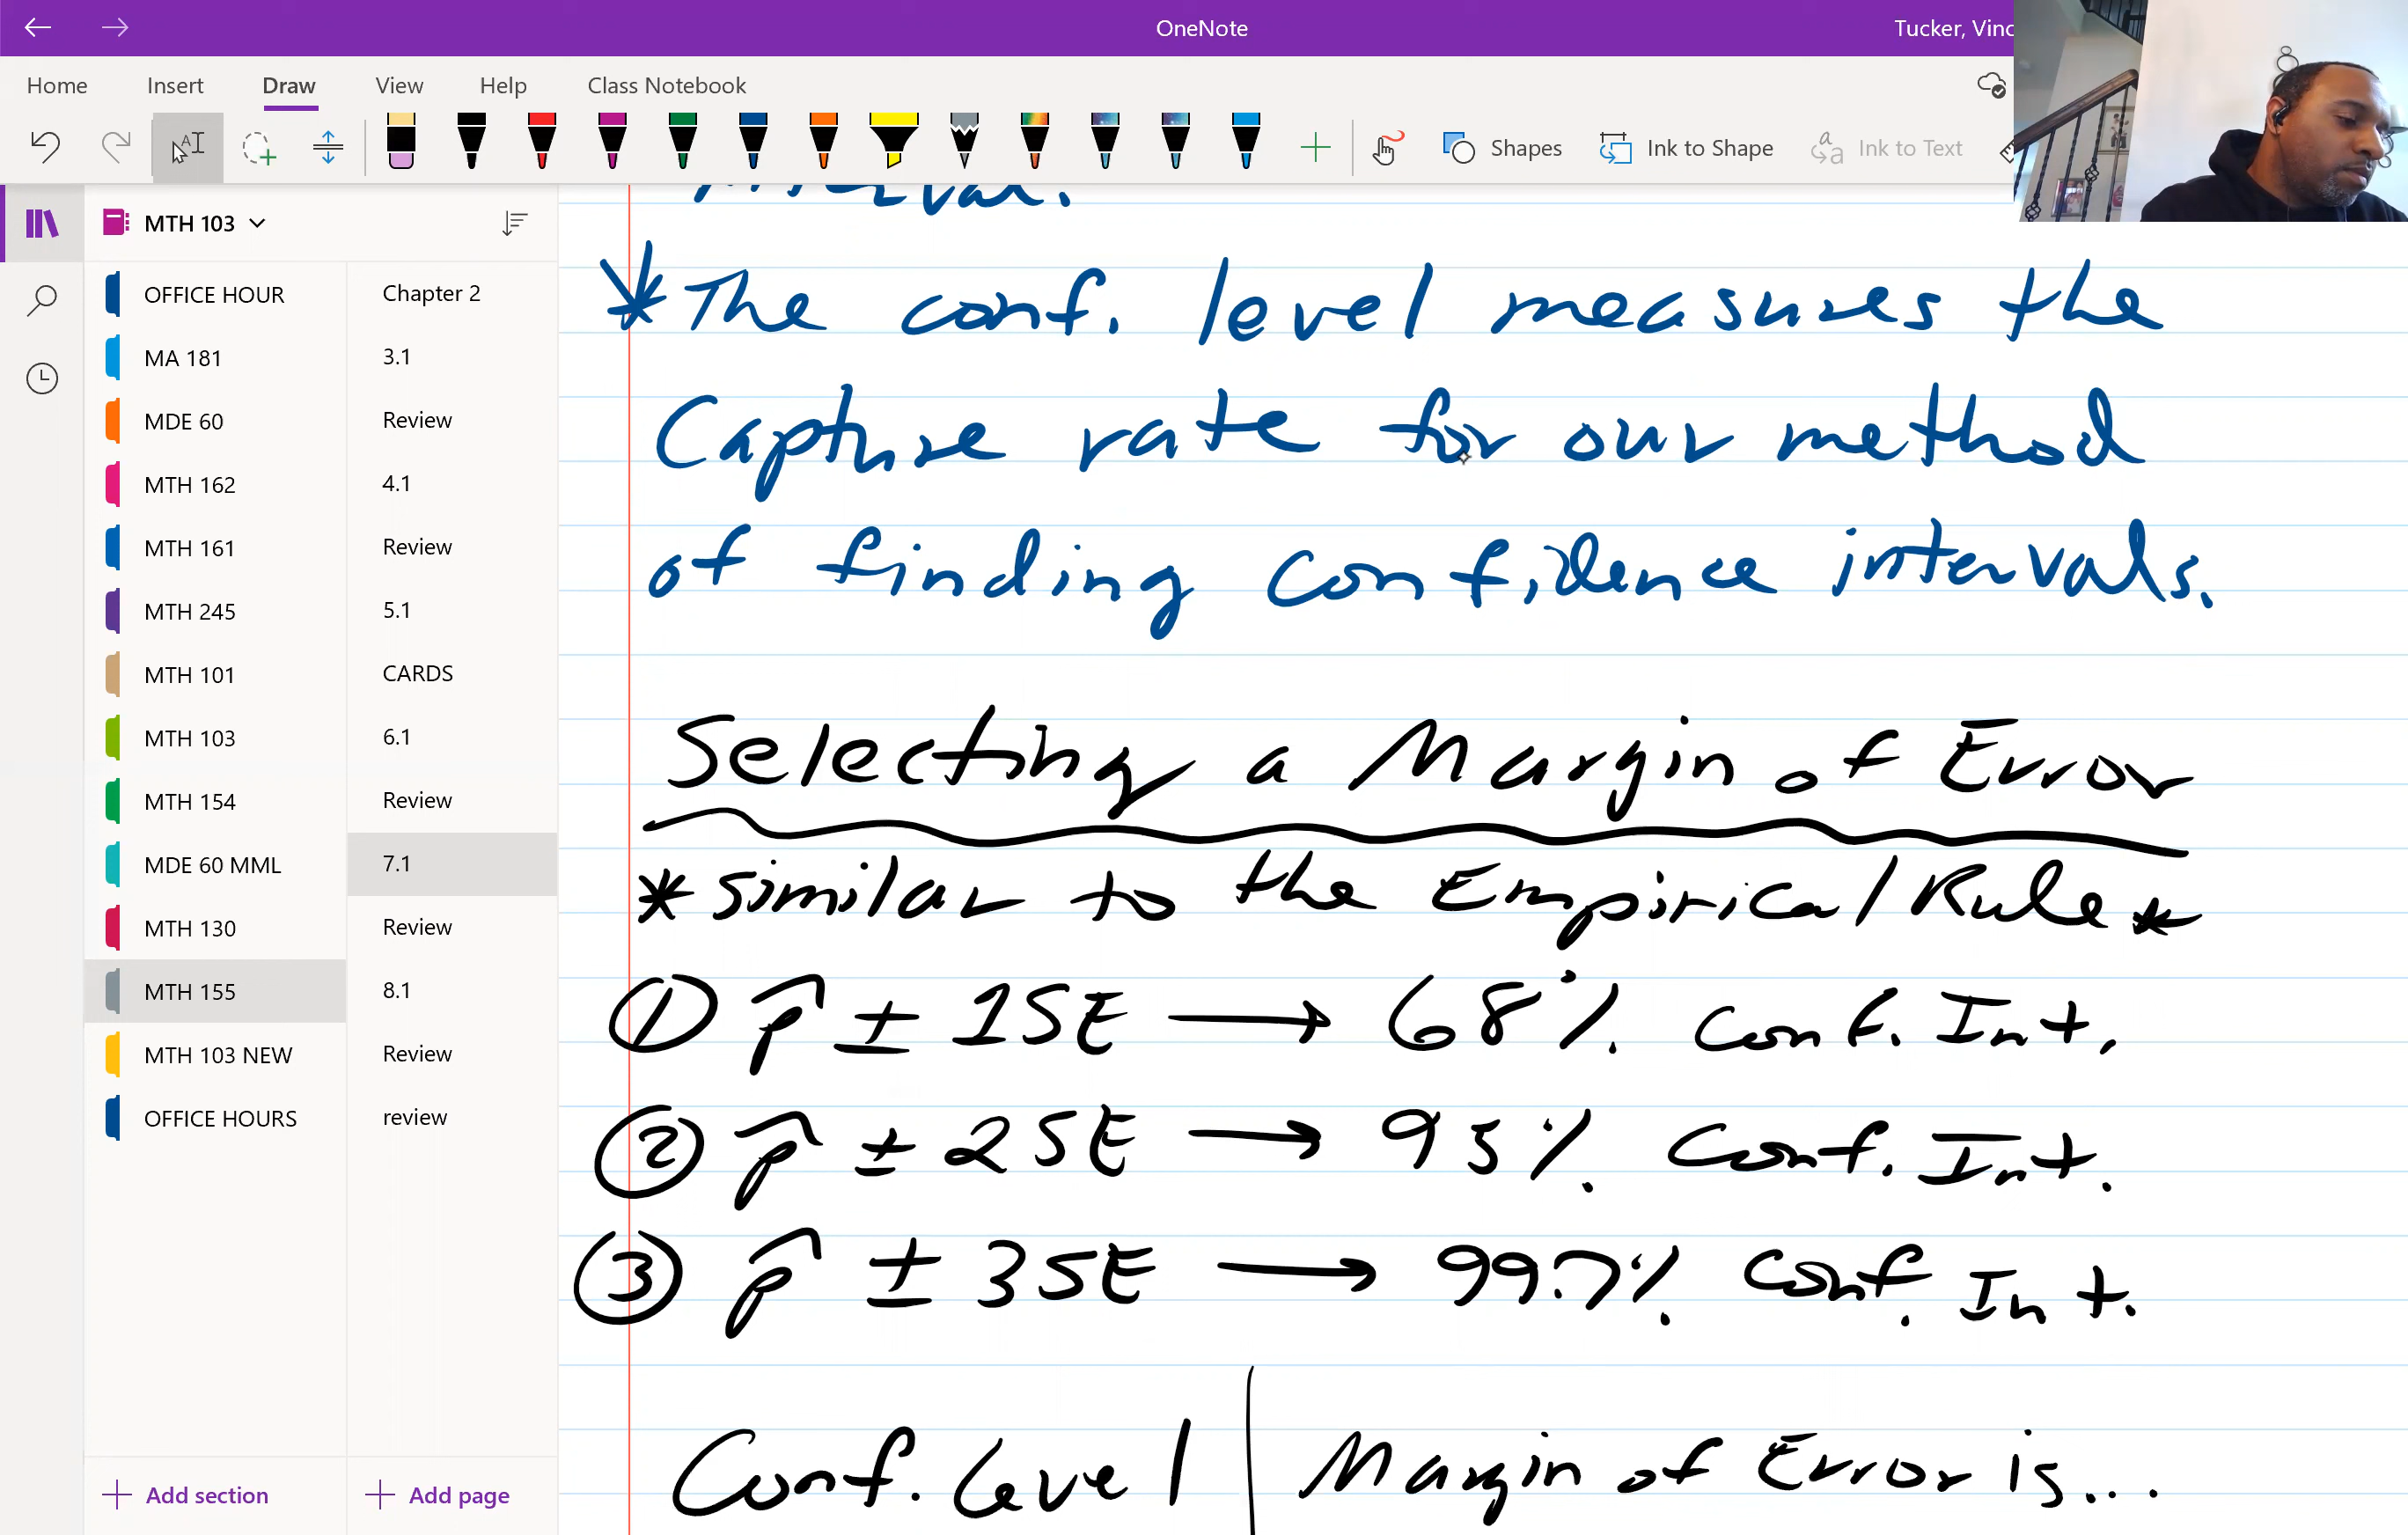 OneNote
Tucker, Vinc
Home Insert Draw View Help Class Notebook
Shapes Ink to Shape Ink to Text
MTH 103
OFFICE HOUR
MA 181
MDE 60
MTH 162
MTH 161
MTH 245
MTH 101
MTH 103
MTH 154
MDE 60 MML
MTH 130
MTH 155
MTH 103 NEW
OFFICE HOURS
Add section
Chapter 2
3.1
Review
4.1
Review
5.1
CARDS
6.1
Review
7.1
Review
8.1
Review
review
Add page
*The conf. level measures the
Capture rate for our method
of finding confidence intervals.
Selecting a Margin of Error
*similar to the Empirical Rule*
① p̂ ± 1SE → 68% conf. Int.
② p̂ ± 2SE → 95% conf. Int.
③ p̂ ± 3SE → 99.7% conf. Int.
Conf. Level | Margin of Error is...